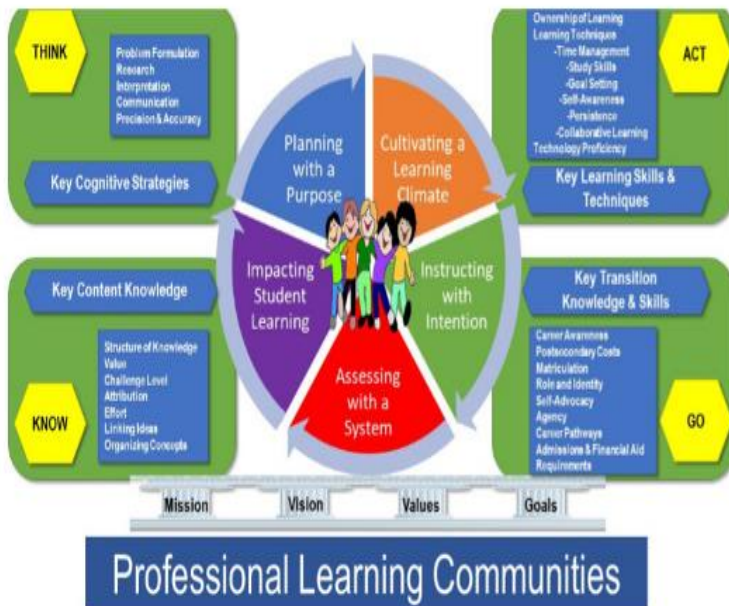 THINK
Problem Formulation
Research
Interpretation
Communication
Precision & Accuracy
Key Cognitive Strategies
Ownership of Learning
Learning Techniques
-Time Management
-Study Skills
-Goal Setting
-Self-Awareness
-Persistence
-Collaborative Learning
Technology Proficiency
ACT
Key Learning Skills &
Techniques
Planning
with a
Purpose
Cultivating a
Learning
Climate
Impacting
Student
Learning
Instructing
with
Intention
Assessing
with a
System
Key Content Knowledge
Structure of Knowledge
Value
Challenge Level
Attribution
Effort
Linking Ideas
Organizing Concepts
KNOW
Key Transition
Knowledge & Skills
Career Awareness
Postsecondary Costs
Matriculation
Role and Identity
Self-Advocacy
Agency
Career Pathways
Admissions & Financial Aid
Requirements
GO
Mission
Vision
Values
Goals
Professional Learning Communities